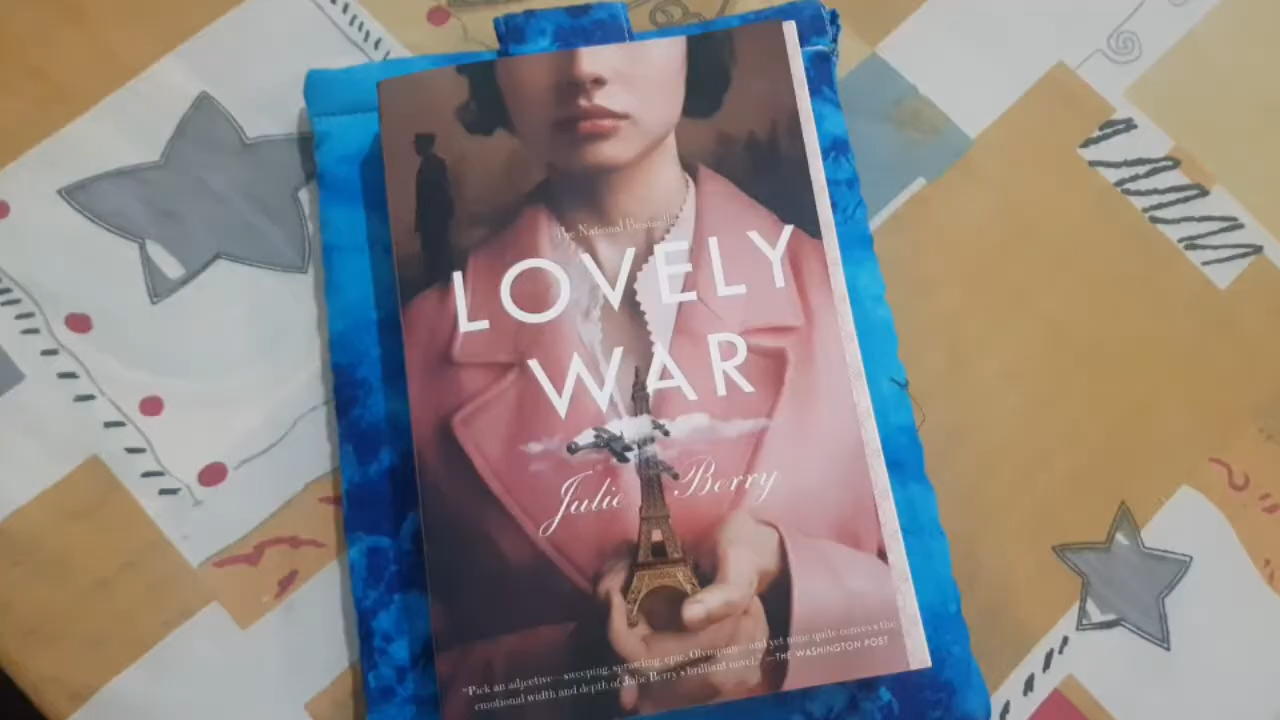 The National Bestseller
LOVELY
WAR
Julie Berry
"Pick an adjective—sweeping, sprawling, epic, Olympian—and yet none quite conveys the
emotional width and depth of Julie Berry's brilliant novel." —THE WASHINGTON POST